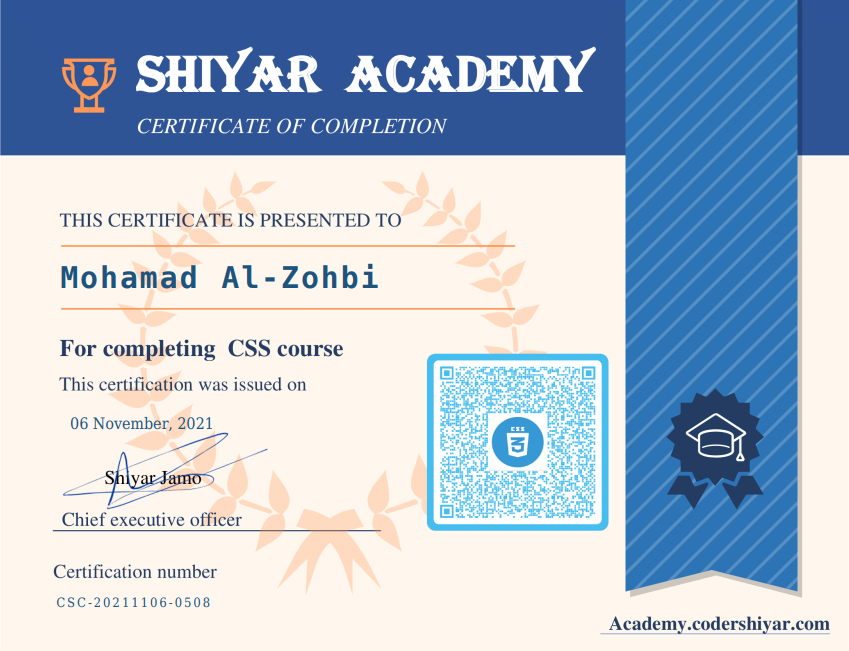 SHIYAR ACADEMY
CERTIFICATE OF COMPLETION
THIS CERTIFICATE IS PRESENTED TO
Mohamad Al-Zohbi
For completing CSS course
This certification was issued on
06 November, 2021
Shiyar Jamo
Chief executive officer
CSS
Certification number
CSC-20211106-0508
Academy.codershiyar.com